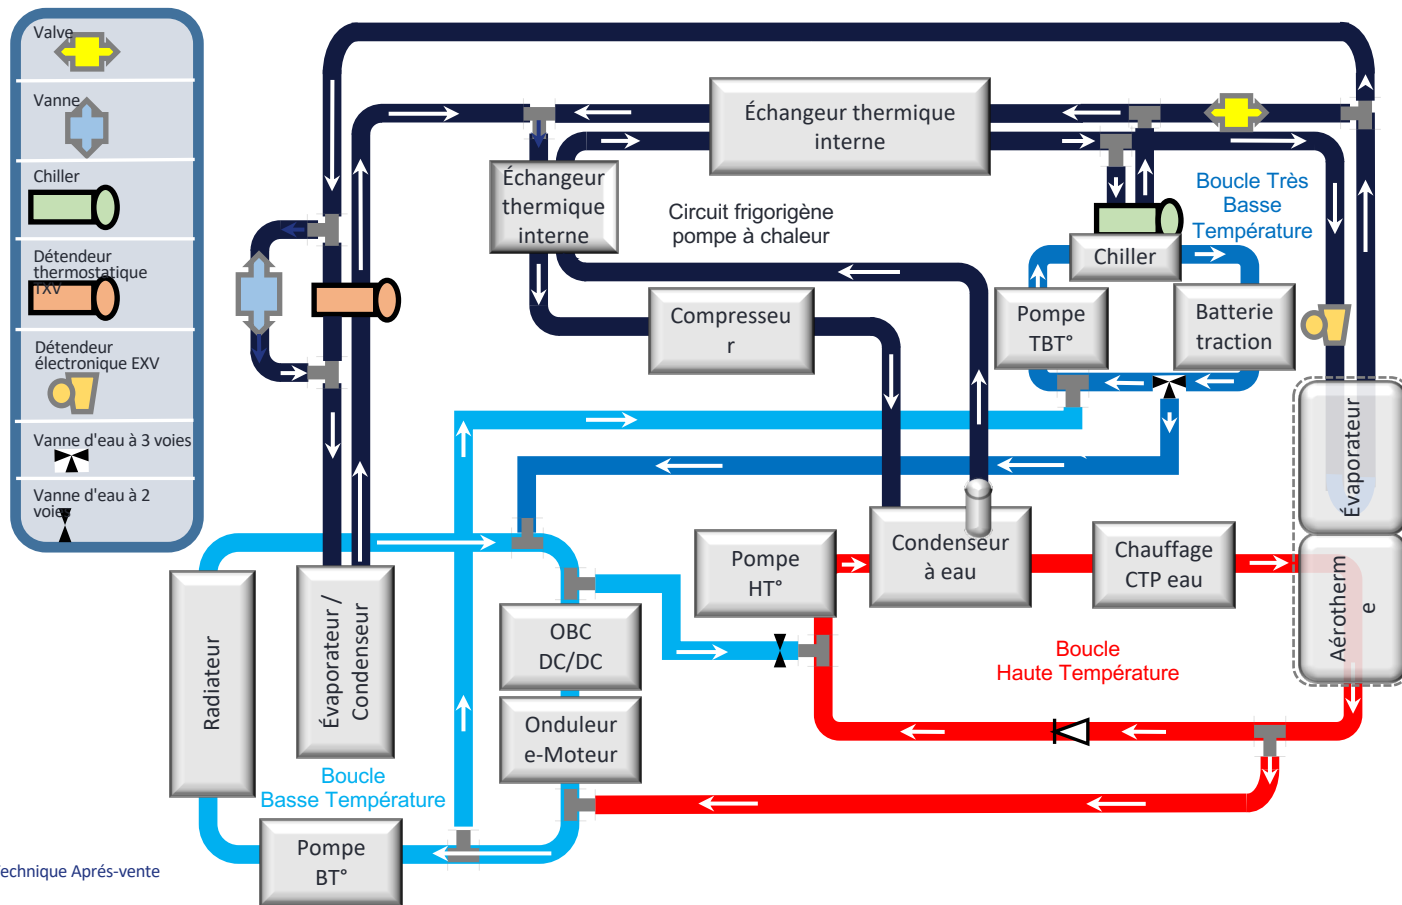 Valve
Vanne
Chiller
Détendeur
thermostatique
TXV
Détendeur
électronique EXV
Vanne d'eau à 3 voies
Vanne d'eau à 2
voies
Échangeur thermique
interne
Échangeur
thermique
interne
Circuit frigorigène
pompe à chaleur
Boucle Très
Basse
Température
Chiller
Compresseu
r
Pompe
TBT°
Batterie
traction
Évaporateur
Pompe
HT°
Condenseur
à eau
Chauffage
CTP eau
Aérotherm
e
Radiateur
Évaporateur /
Condenseur
OBC
DC/DC
Onduleur
e-Moteur
Boucle
Haute Température
Boucle
Basse Température
Pompe
BT°
echnique Aprés-vente